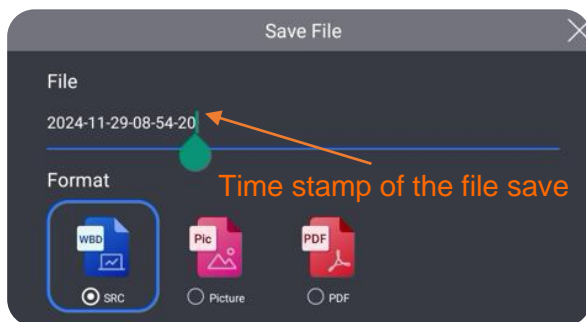 Save File
File
2024-11-29-08-54-20
Time stamp of the file save
Format
WBD
Pic
PDF
SRC
Picture
PDF